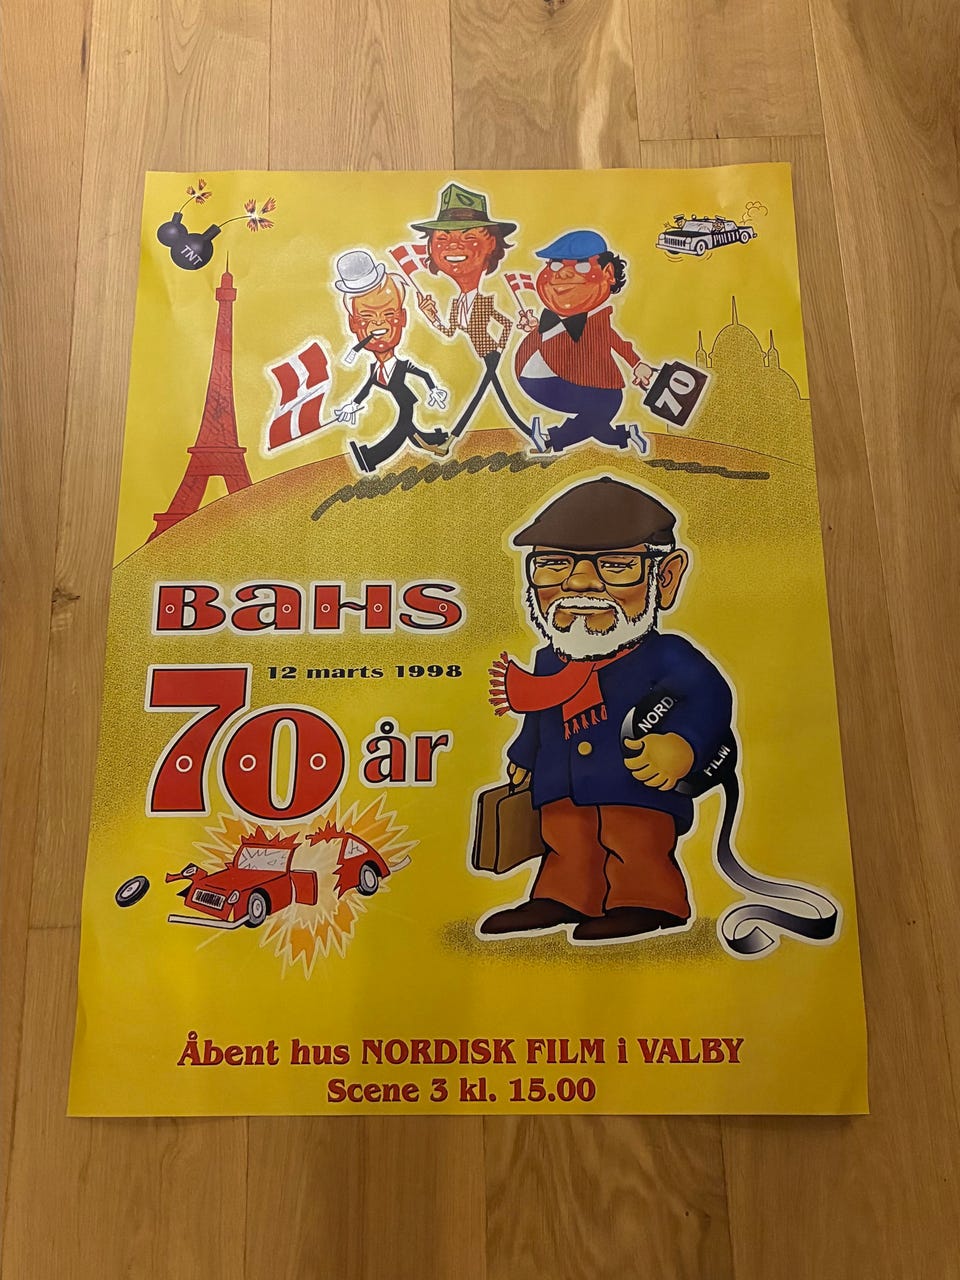 TNT
POLITI
70
BaHS
12 marts 1998
70 år
NORD.
FILM
Åbent hus NORDISK FILM i VALBY
Scene 3 kl. 15.00